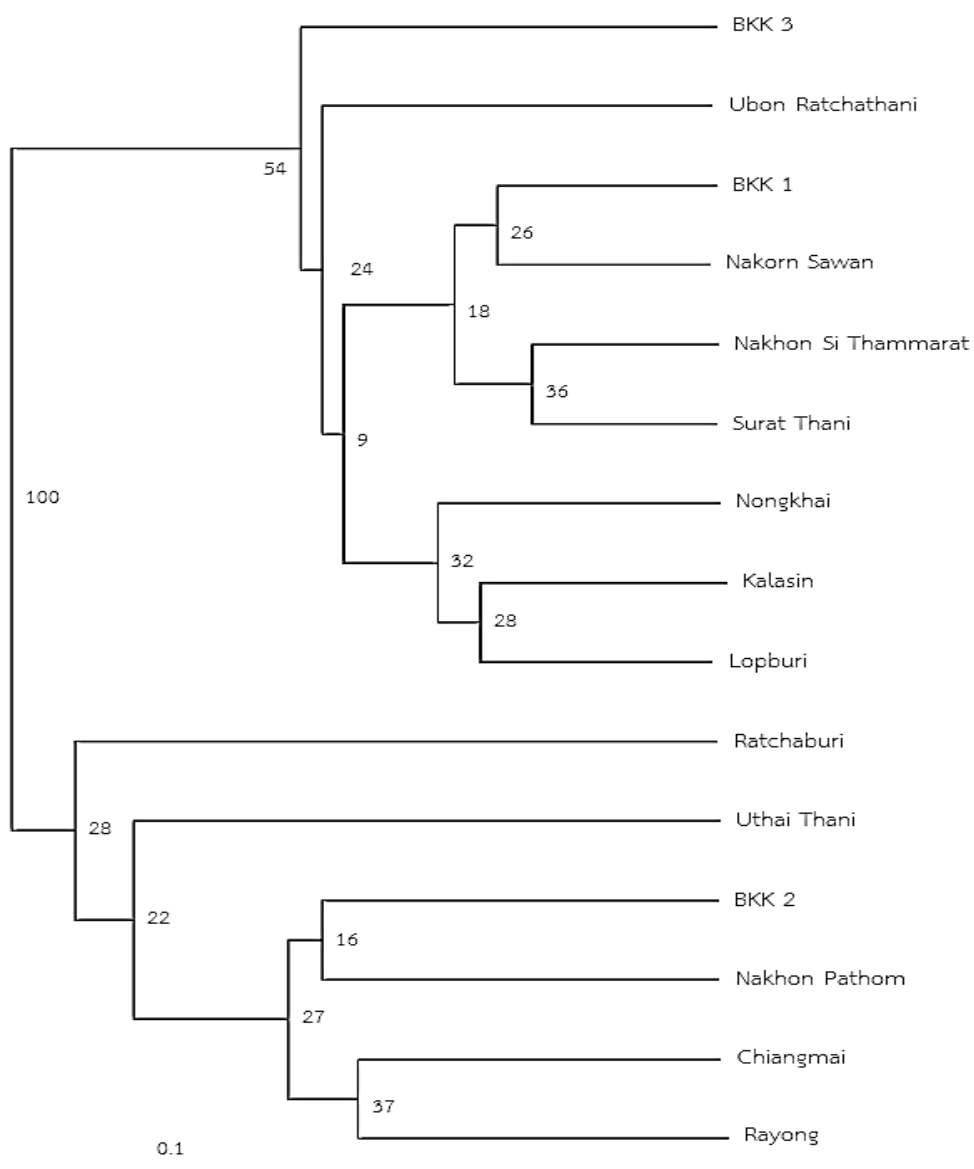 BKK 3
Ubon Ratchathani
54
BKK 1
26
Nakorn Sawan
24
18
Nakhon Si Thammarat
36
Surat Thani
9
100
Nongkhai
32
Kalasin
28
Lopburi
Ratchaburi
28
Uthai Thani
BKK 2
22
16
Nakhon Pathom
27
Chiangmai
37
Rayong
0.1